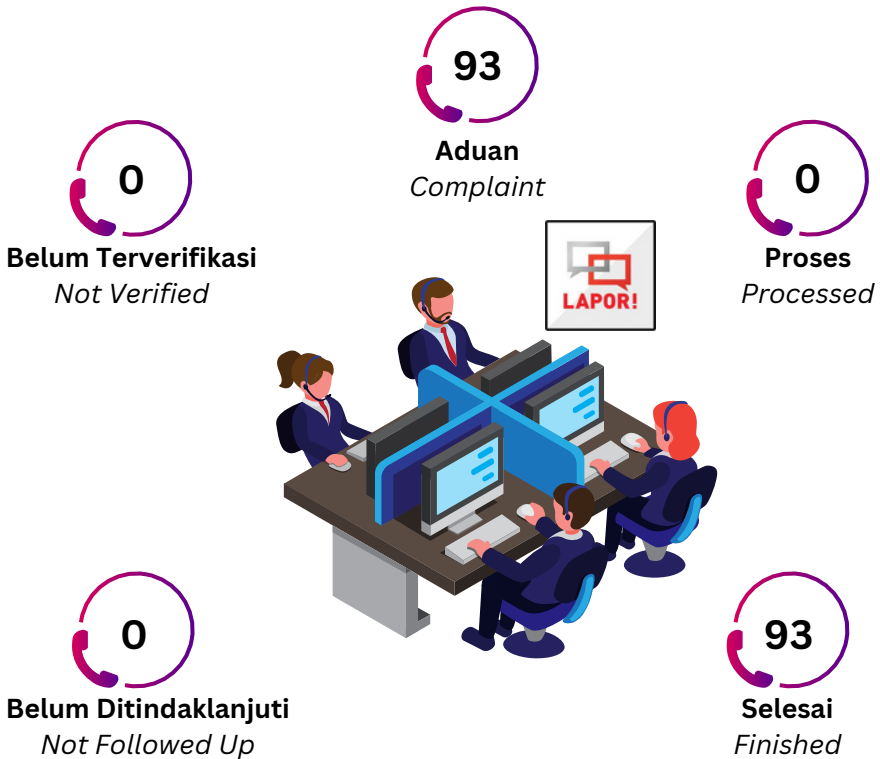 93
Aduan
Complaint
0
Belum Terverifikasi
Not Verified
0
Proses
Processed
LAPOR!
0
Belum Ditindaklanjuti
Not Followed Up
93
Selesai
Finished